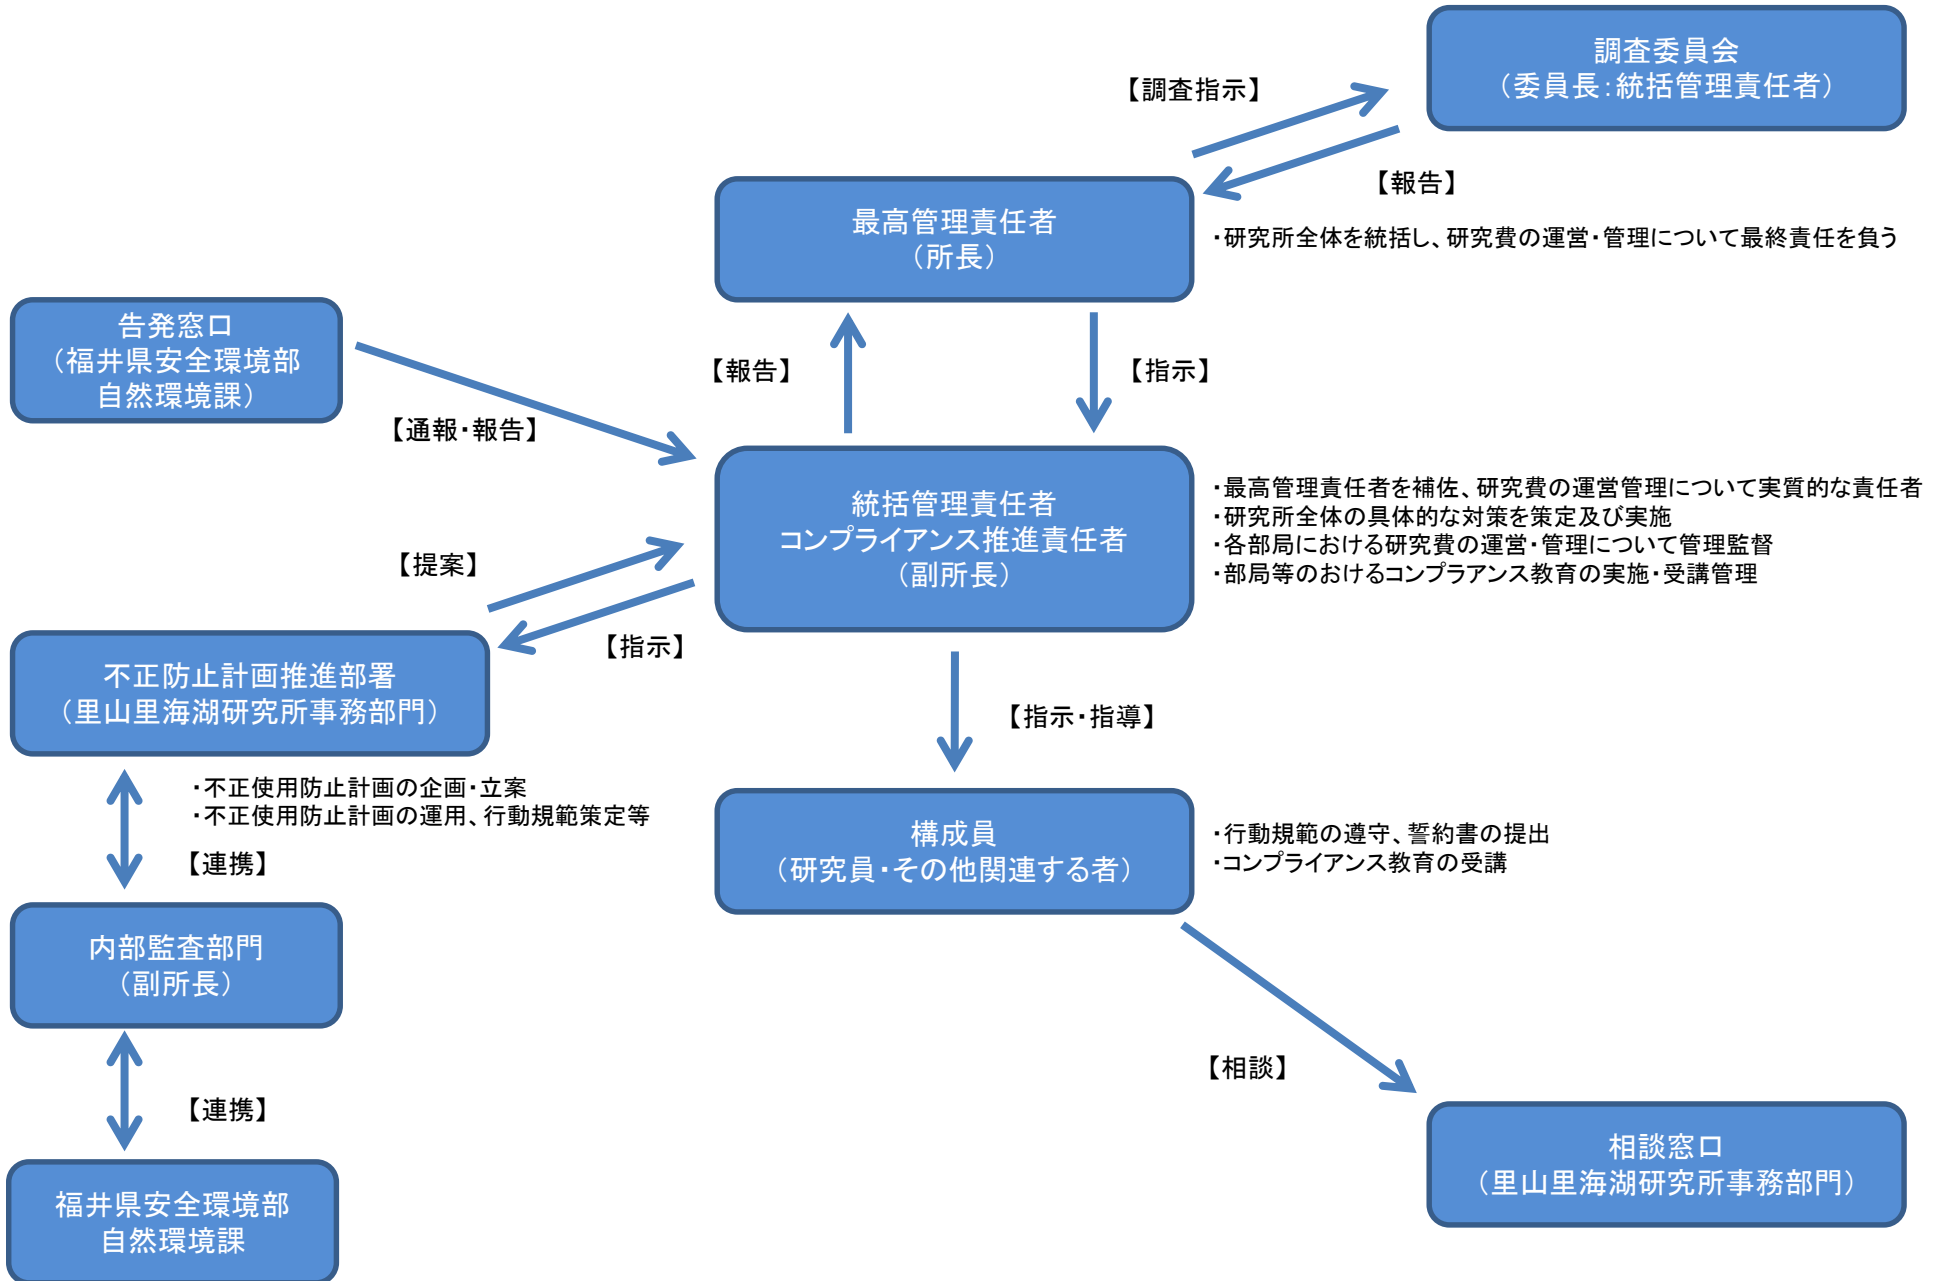 調査委員会
（委員長：統括管理責任者）
【調査指示】
【報告】
最高管理責任者
（所長）
・研究所全体を統括し、研究費の運営・管理について最終責任を負う
告発窓口
（福井県安全環境部
自然環境課）
【報告】
【指示】
【通報・報告】
統括管理責任者
コンプライアンス推進責任者
（副所長）
・最高管理責任者を補佐、研究費の運営管理について実質的な責任者
・研究所全体の具体的な対策を策定及び実施
・各部局における研究費の運営・管理について管理監督
・部局等のおけるコンプラアンス教育の実施・受講管理
【提案】
【指示】
不正防止計画推進部署
（里山里海湖研究所事務部門）
【指示・指導】
・不正使用防止計画の企画・立案
・不正使用防止計画の運用、行動規範策定等
【連携】
構成員
（研究員・その他関連する者）
・行動規範の遵守、誓約書の提出
・コンプライアンス教育の受講
内部監査部門
（副所長）
【相談】
【連携】
相談窓口
（里山里海湖研究所事務部門）
福井県安全環境部
自然環境課